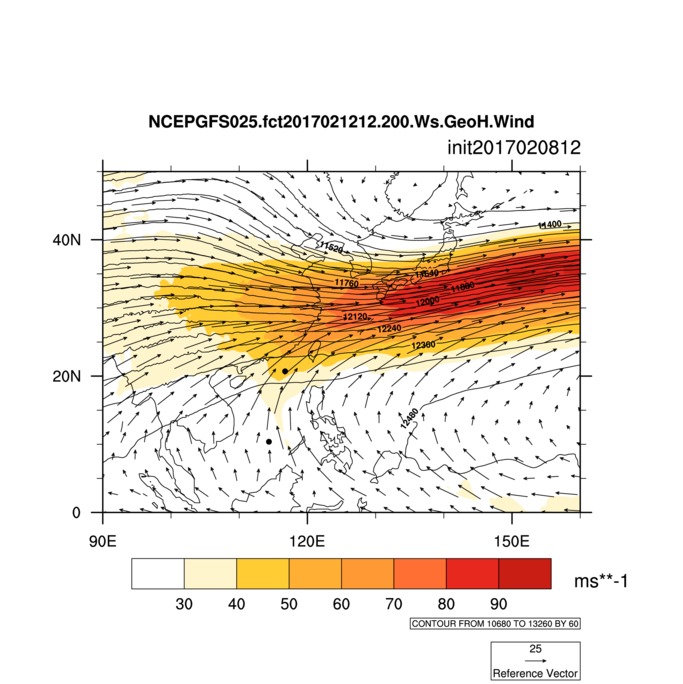 NCEPGFS025.fct2017021212.200.Ws.GeoH.Wind
init2017020812
40N
20N
0
11400
11520
11640
11760
11880
12000
12120
12240
12360
12480
90E 120E 150E
ms**-1
30 40 50 60 70 80 90
CONTOUR FROM 10680 TO 13260 BY 60
25
Reference Vector